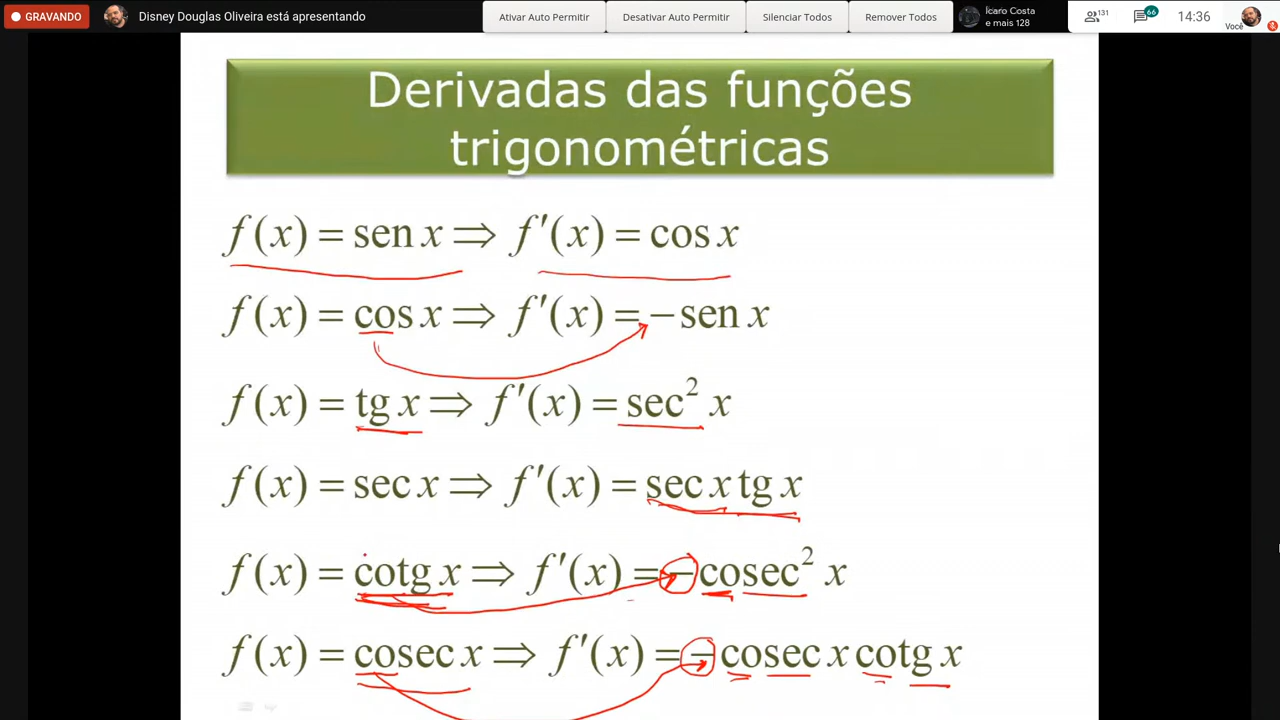 GRAVANDO
Disney Douglas Oliveira está apresentando
Ativar Auto Permitir
Desativar Auto Permitir
Silenciar Todos
Remover Todos
Ícaro Costa
e mais 128
131
66
14:36
Você
Derivadas das funções
trigonométricas
f(x) = sen x ⇒ f′(x) = cos x
f(x) = cos x ⇒ f′(x) = − sen x
f(x) = tg x ⇒ f′(x) = sec² x
f(x) = sec x ⇒ f′(x) = sec x tg x
f(x) = cotg x ⇒ f′(x) = − cosec² x
f(x) = cosec x ⇒ f′(x) = − cosec x cotg x